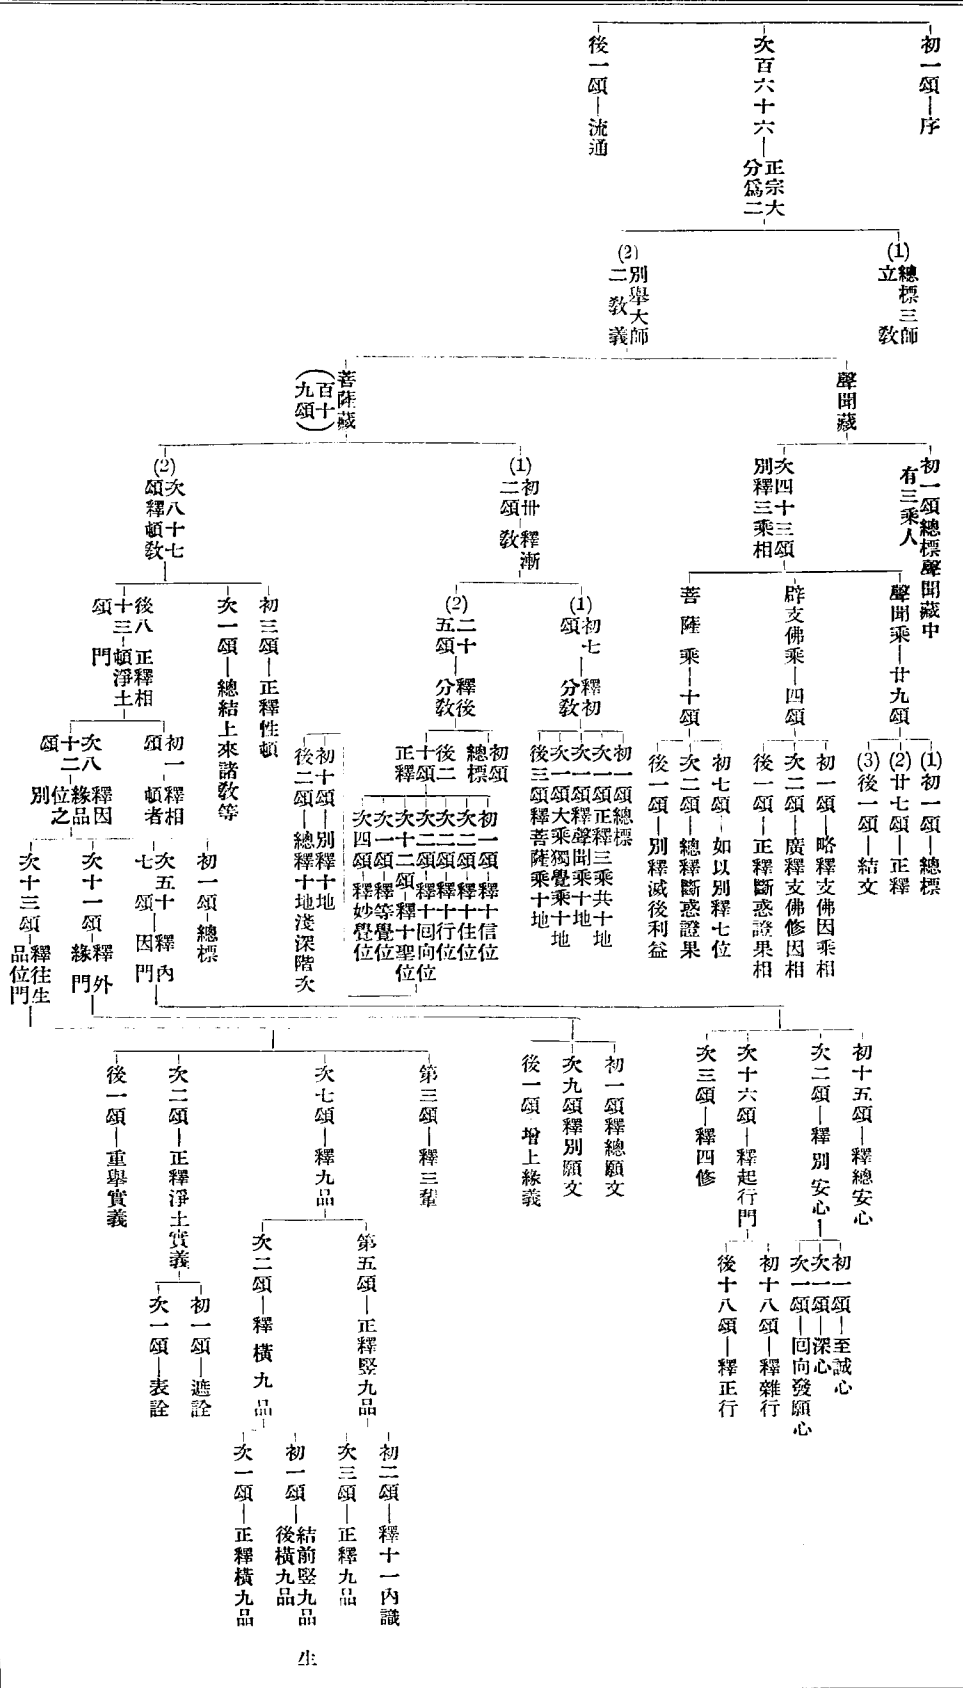 初一頌—序
次百六十六—正宗大
分爲二
後一頌—流通
(1)總標三師
立教
(2)別舉大師
二教義
聲聞藏
菩薩藏
(百十
九頌)
初一頌總標聲聞藏中
有三乘人
次四十三頌
別釋三乘相
(1)初卅二頌—釋漸教
(2)次八十七
頌釋頓敎
聲聞乘—廿九頌
辟支佛乘—四頌
菩薩乘—十頌
(1)初七頌—釋初分敎
(2)二十五頌—釋後分敎
初三頌—正釋性頓
次一頌—總結上來諸敎等
後八十三頌—正釋相頓淨土門
(1)初一頌—總標
(2)廿七頌—正釋
(3)後一頌—結文
初一頌—略釋支佛因乘相
次二頌—廣釋支佛修因相
後一頌—正釋斷惑證果相
初七頌—如以別釋七位
次二頌—總釋斷惑證果
後一頌—別釋滅後利益
初一頌總標
次一頌正釋三乘共十地
次一頌釋聲聞乘十地
次一頌大乘獨覺乘十地
後三頌釋菩薩乘十地
初頌總標
後二十頌正釋
初一頌—釋十信位
次二頌—釋十住位
次二頌—釋十行位
次二頌—釋十回向位
次十二頌—釋十聖位
次一頌—釋等覺位
次四頌—釋妙覺位
初十頌—別釋十地
後二頌—總釋十地淺深階次
初一頌—釋相頓者
次八十二頌—釋因緣品位之別
初一頌—總標
次五十七頌—釋內因門
次十一頌—釋外緣門
次十三頌—釋往生品位門
初十五頌—釋總安心
次二頌—釋別安心
次十六頌—釋起行門
次三頌—釋四修
初一頌—至誠心
次一頌—深心
次一頌—回向發願心
初十八頌—釋雜行
後十八頌—釋正行
初一頌釋總願文
次九頌釋別願文
後一頌 增上緣義
第三頌—釋三輩
次七頌—釋九品
次二頌—正釋淨土實義
後一頌—重舉實義
第五頌—正釋竪九品
次二頌—釋橫九品
初一頌—遮詮
次一頌—表詮
初二頌—釋十一內識
次三頌—正釋九品
初一頌—結前竪九品
後橫九品
次一頌—正釋橫九品
生